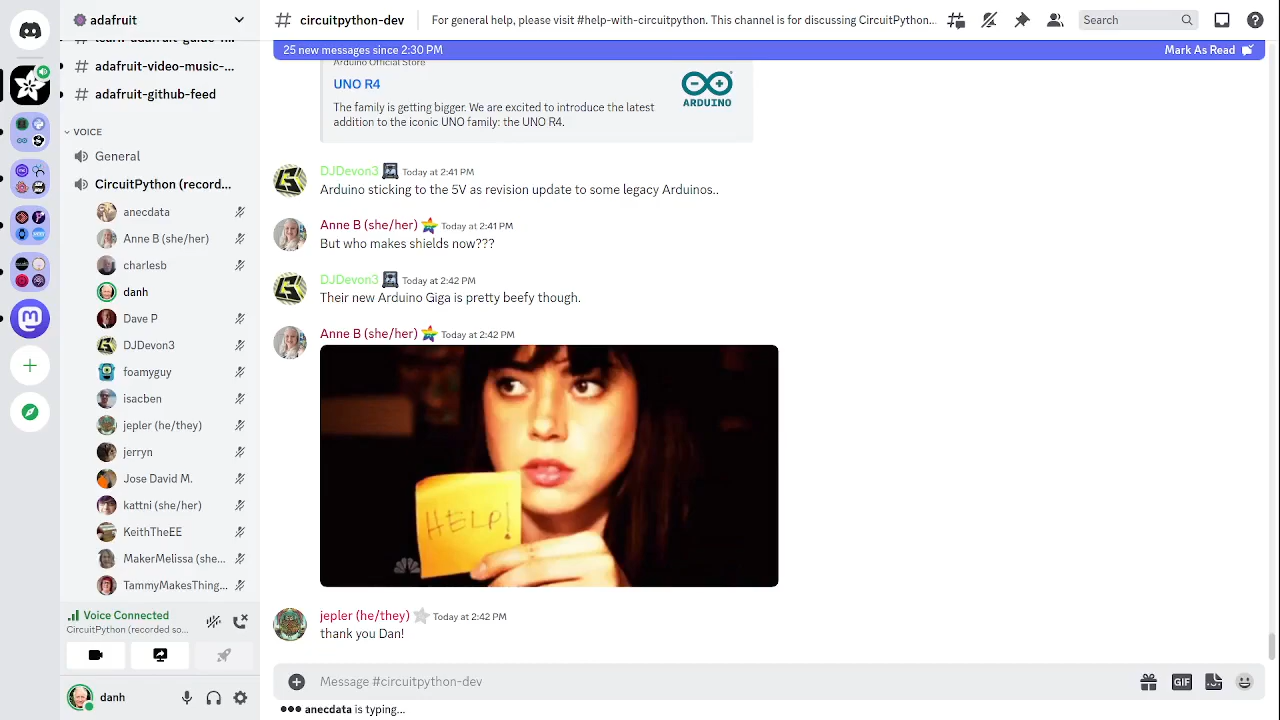 adafruit
# circuitpython-dev
For general help, please visit #help-with-circuitpython. This channel is for discussing CircuitPython...
Search
25 new messages since 2:30 PM
Mark As Read
# adafruit-video-music-...
# adafruit-github-feed
VOICE
General
CircuitPython (record...
anecdata
Anne B (she/her)
charlesb
danh
Dave P
DJDevon3
foamyguy
isacben
jepler (he/they)
jerryn
Jose David M.
kattni (she/her)
KeithTheEE
MakerMelissa (she...
TammyMakesThing...
Voice Connected
CircuitPython (recorded so...
danh
Arduino Official Store
UNO R4
The family is getting bigger. We are excited to introduce the latest
addition to the iconic UNO family: the UNO R4.
ARDUINO
DJDevon3 Today at 2:41 PM
Arduino sticking to the 5V as revision update to some legacy Arduinos..
Anne B (she/her) Today at 2:41 PM
But who makes shields now???
DJDevon3 Today at 2:42 PM
Their new Arduino Giga is pretty beefy though.
Anne B (she/her) Today at 2:42 PM
HELP!
NBC
jepler (he/they) Today at 2:42 PM
thank you Dan!
Message #circuitpython-dev
GIF
anecdata is typing...